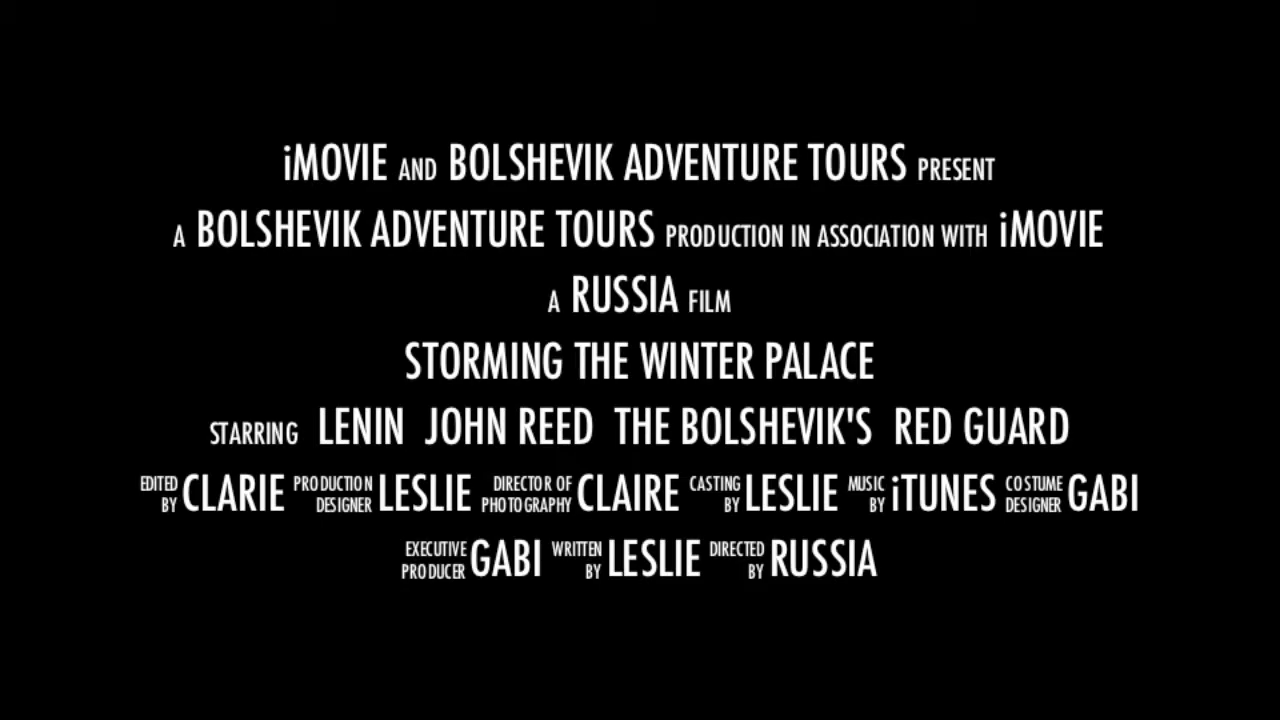 iMOVIE AND BOLSHEVIK ADVENTURE TOURS PRESENT
A BOLSHEVIK ADVENTURE TOURS PRODUCTION IN ASSOCIATION WITH iMOVIE
A RUSSIA FILM
STORMING THE WINTER PALACE
STARRING LENIN JOHN REED THE BOLSHEVIK'S RED GUARD
EDITED BY CLARIE PRODUCTION DESIGNER LESLIE DIRECTOR OF PHOTOGRAPHY CLAIRE CASTING BY LESLIE MUSIC BY iTUNES COSTUME DESIGNER GABI
EXECUTIVE PRODUCER GABI WRITTEN BY LESLIE DIRECTED BY RUSSIA